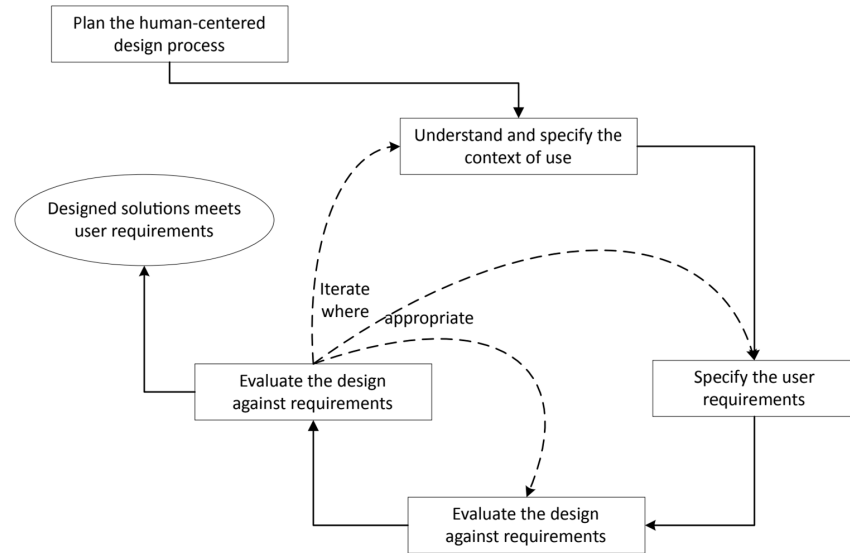 Plan the human-centered
design process
Understand and specify the
context of use
Designed solutions meets
user requirements
Iterate
where
appropriate
Evaluate the design
against requirements
Specify the user
requirements
Evaluate the design
against requirements